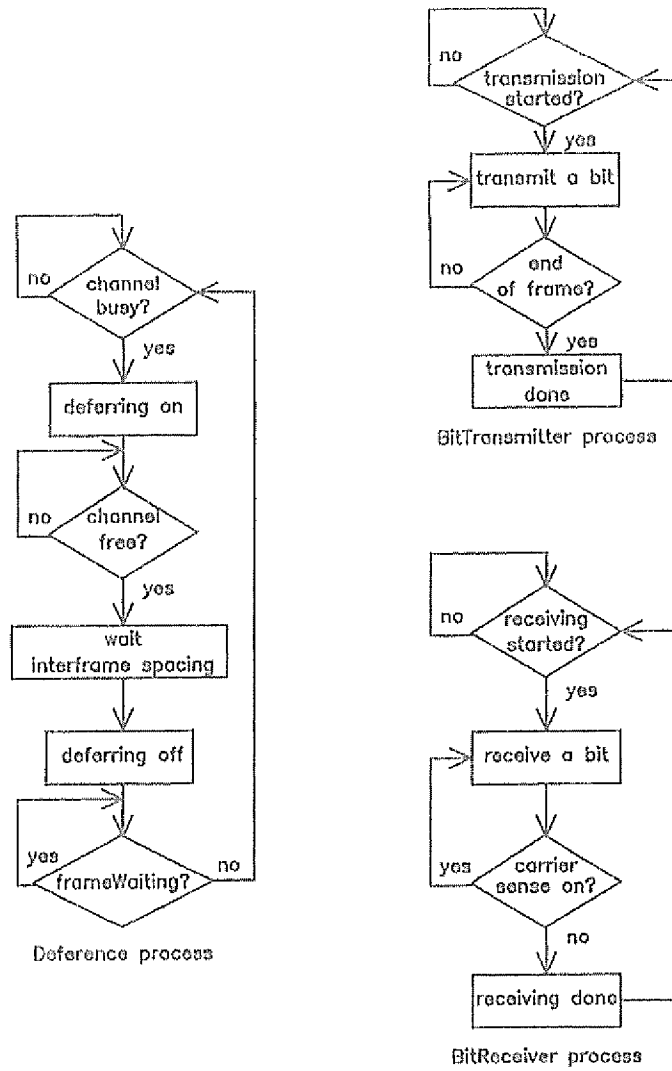 no
channel
busy?
yes
deferring on
no
channel
free?
yes
wait
interframe spacing
deferring off
yes
frameWaiting?
no
Deference process
no
transmission
started?
yes
transmit a bit
no
end
of frame?
yes
transmission
done
BitTransmitter process
no
receiving
started?
yes
receive a bit
yes
carrier
sense on?
no
receiving done
BitReceiver process